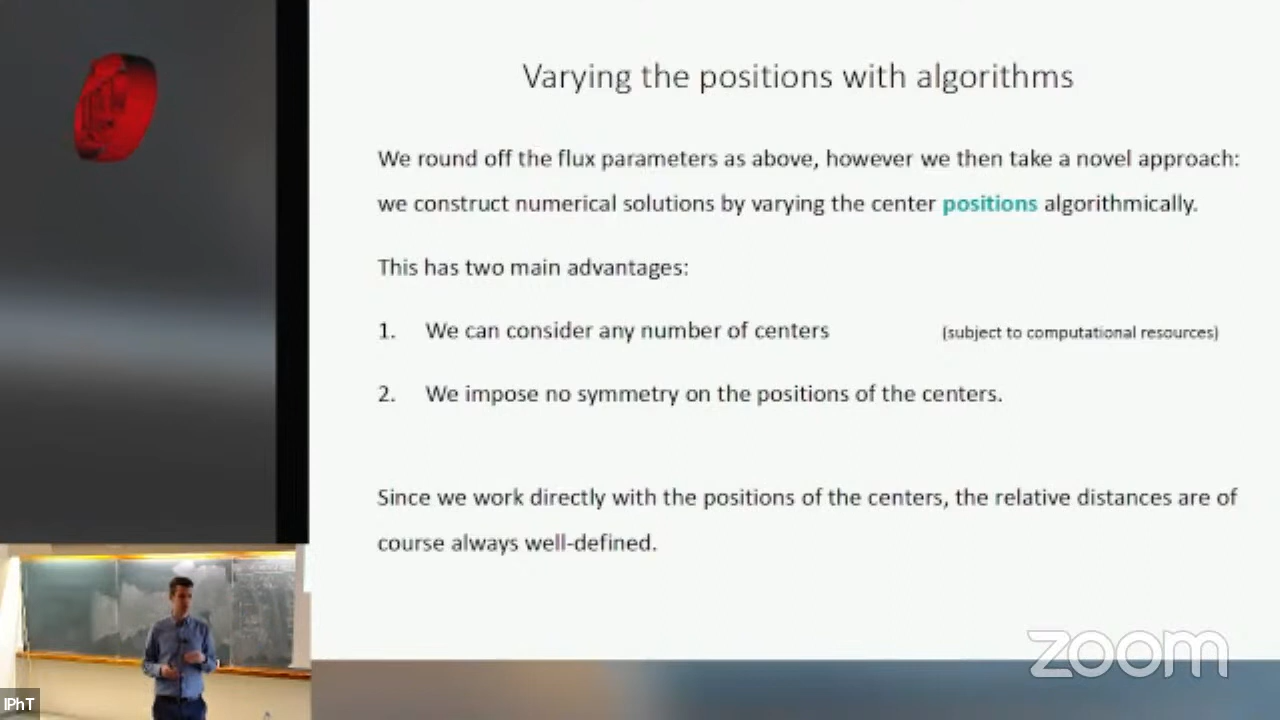 Varying the positions with algorithms
We round off the flux parameters as above, however we then take a novel approach:
we construct numerical solutions by varying the center positions algorithmically.
This has two main advantages:
1. We can consider any number of centers (subject to computational resources)
2. We impose no symmetry on the positions of the centers.
Since we work directly with the positions of the centers, the relative distances are of
course always well-defined.
zoom
IPhT